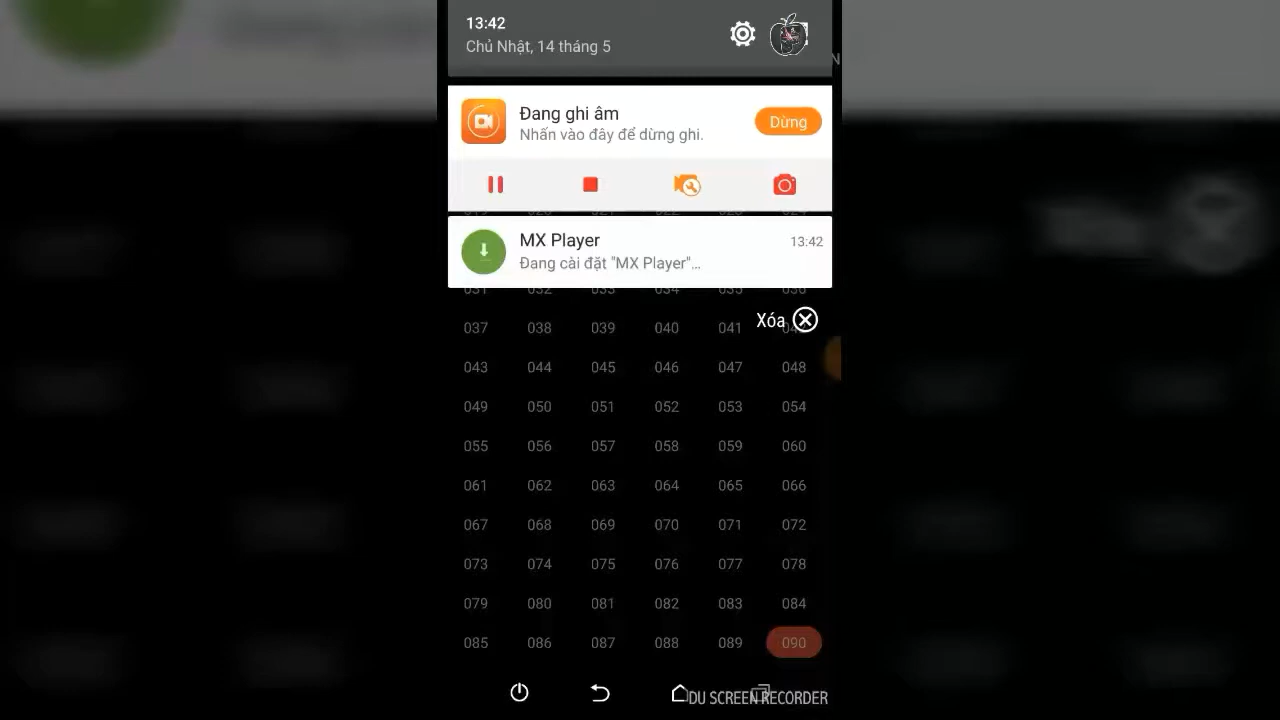 13:42
Chủ Nhật, 14 tháng 5
Đang ghi âm
Nhấn vào đây để dừng ghi.
Dừng
MX Player
13:42
Đang cài đặt "MX Player"...
031 032 033 034 035 036
Xóa
037 038 039 040 041
043 044 045 046 047 048
049 050 051 052 053 054
055 056 057 058 059 060
061 062 063 064 065 066
067 068 069 070 071 072
073 074 075 076 077 078
079 080 081 082 083 084
085 086 087 088 089 090
DU SCREEN RECORDER